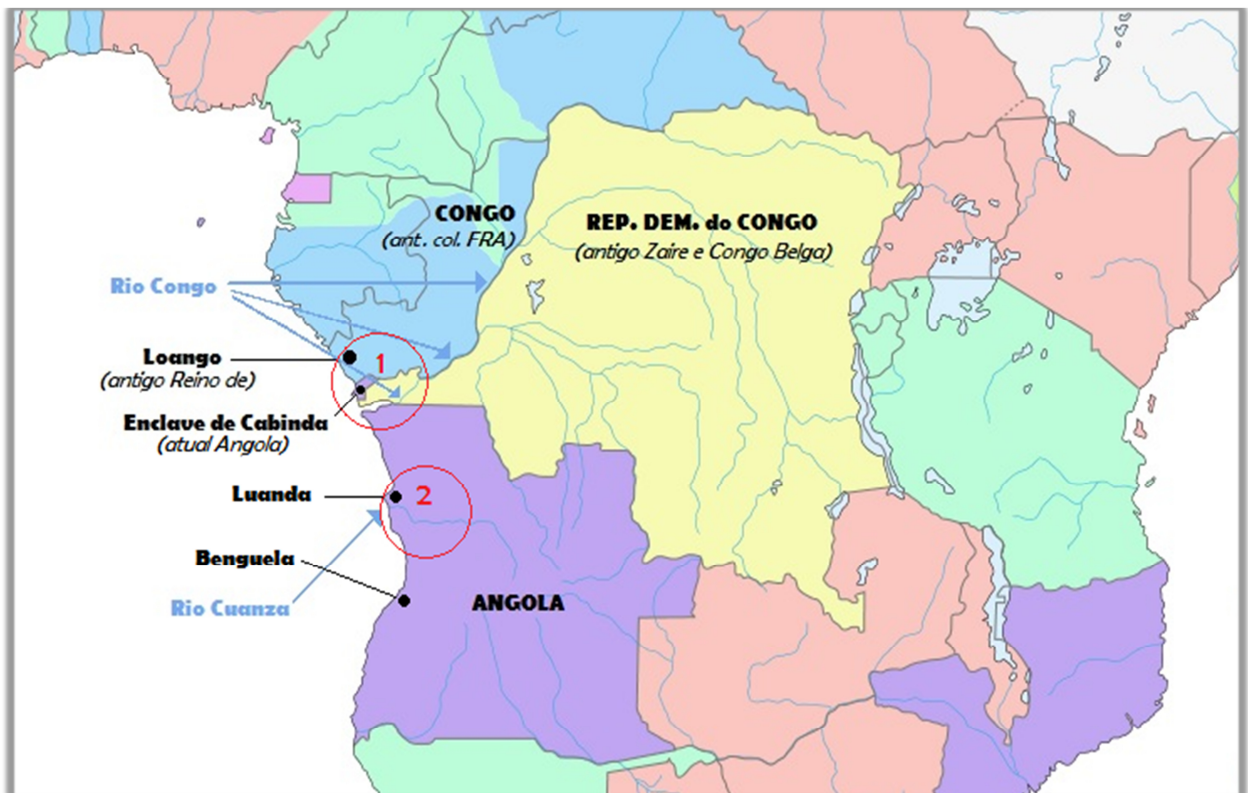 CONGO
(ant. col. FRA)
REP. DEM. do CONGO
(antigo Zaire e Congo Belga)
Rio Congo
Loango
(antigo Reino de)
1
Enclave de Cabinda
(atual Angola)
Luanda
2
Benguela
Rio Cuanza
ANGOLA